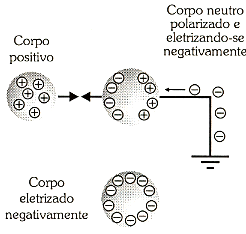 Corpo neutro
polarizado e
eletrizando-se
negativamente
Corpo
positivo
Corpo
eletrizado
negativamente